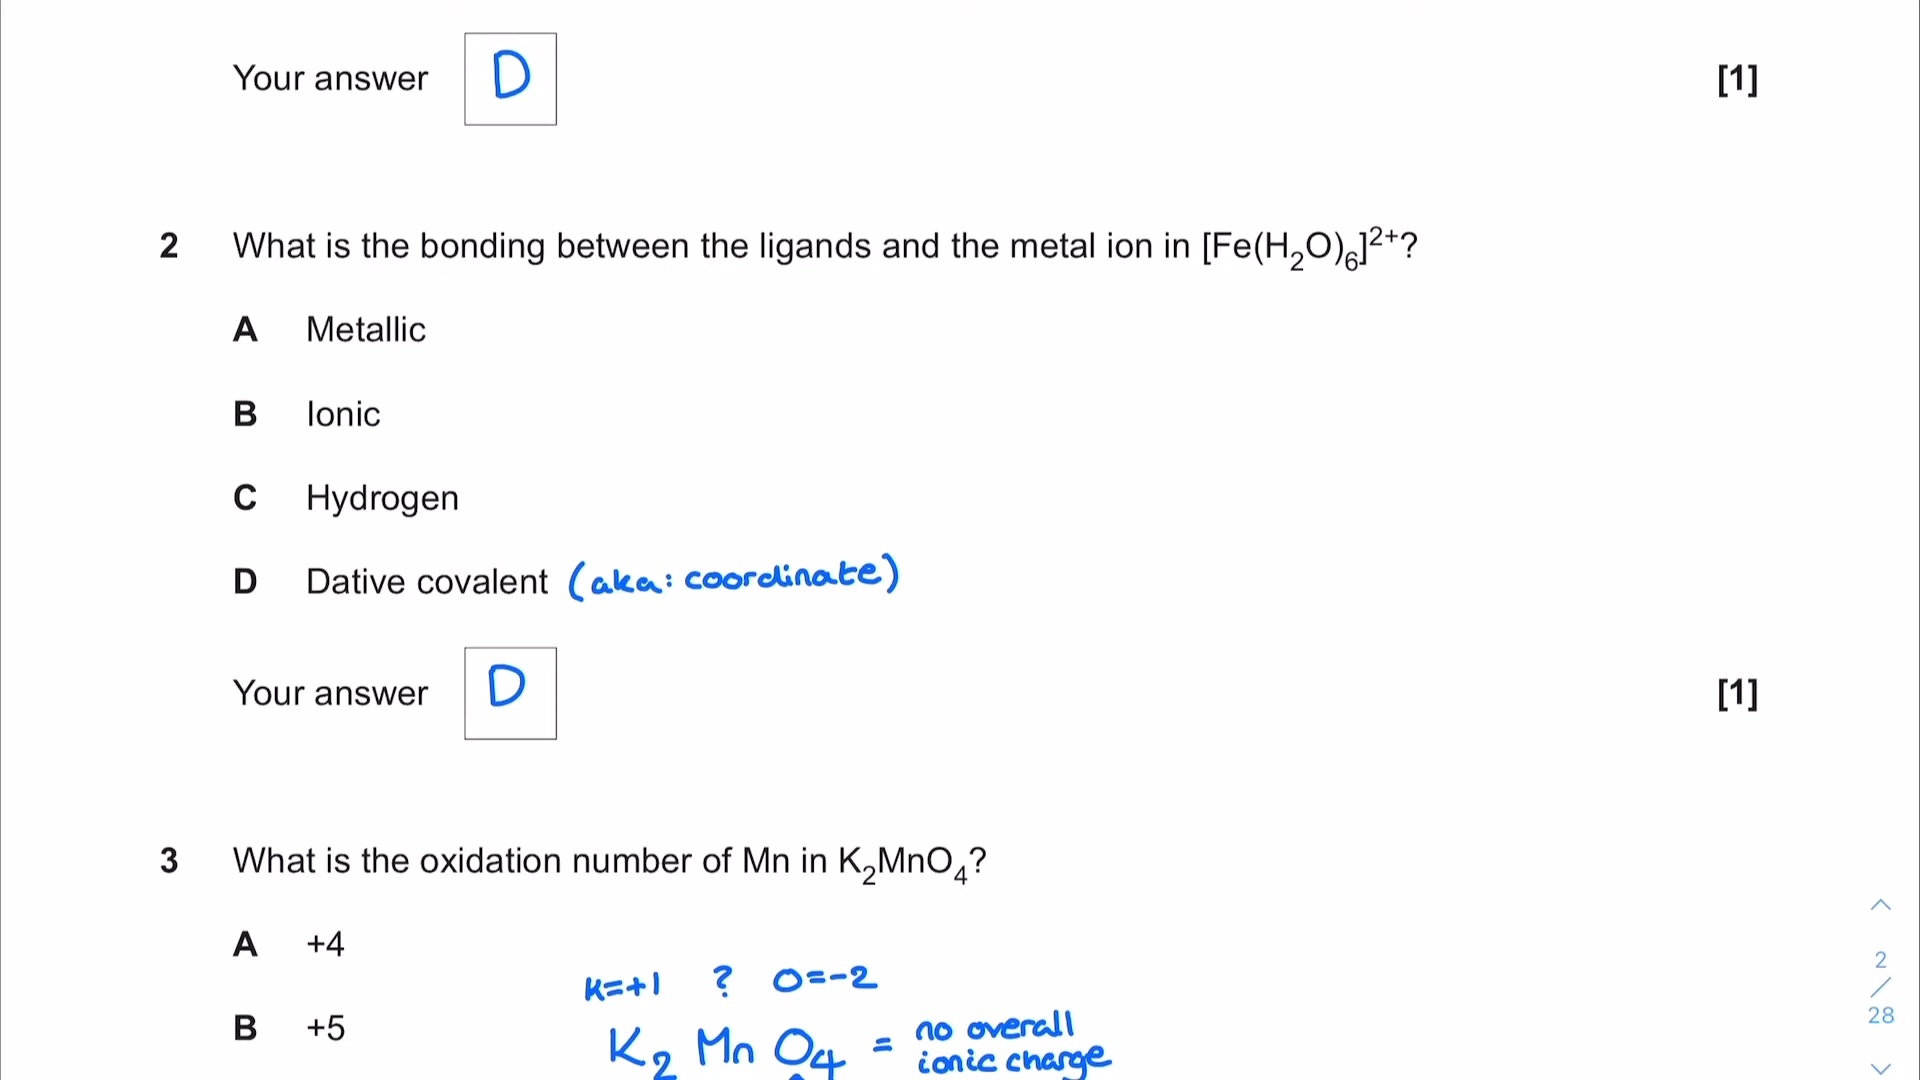 Your answer D [1]
2 What is the bonding between the ligands and the metal ion in [Fe(H₂O)₆]²⁺?
A Metallic
B Ionic
C Hydrogen
D Dative covalent (aka: coordinate)
Your answer D [1]
3 What is the oxidation number of Mn in K₂MnO₄?
A +4
K=+1 ? O=-2
B +5
K₂ Mn O₄ = no overall
ionic charge
2
/
28